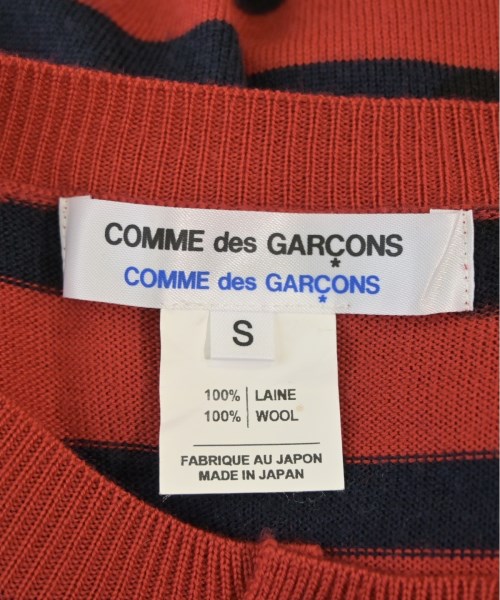 COMME des GARÇONS
*
COMME des GARÇONS
*
S
100% LAINE
100% WOOL
FABRIQUE AU JAPON
MADE IN JAPAN